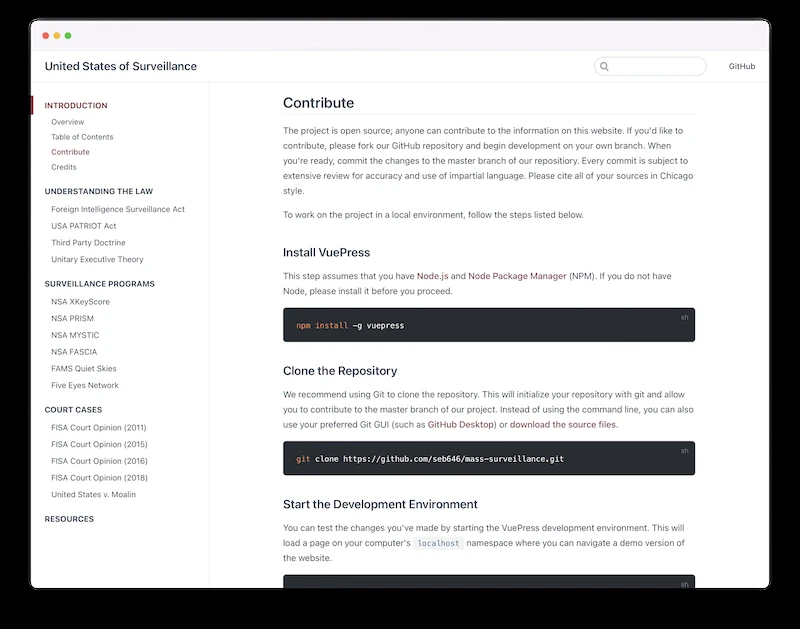 United States of Surveillance
GitHub
INTRODUCTION
Overview
Table of Contents
Contribute
Credits
UNDERSTANDING THE LAW
Foreign Intelligence Surveillance Act
USA PATRIOT Act
Third Party Doctrine
Unitary Executive Theory
SURVEILLANCE PROGRAMS
NSA XKeyScore
NSA PRISM
NSA MYSTIC
NSA FASCIA
FAMS Quiet Skies
Five Eyes Network
COURT CASES
FISA Court Opinion (2011)
FISA Court Opinion (2015)
FISA Court Opinion (2016)
FISA Court Opinion (2018)
United States v. Moalin
RESOURCES
Contribute
The project is open source; anyone can contribute to the information on this website. If you'd like to
contribute, please fork our GitHub repository and begin development on your own branch. When
you're ready, commit the changes to the master branch of our repositiory. Every commit is subject to
extensive review for accuracy and use of impartial language. Please cite all of your sources in Chicago
style.
To work on the project in a local environment, follow the steps listed below.
Install VuePress
This step assumes that you have Node.js and Node Package Manager (NPM). If you do not have
Node, please install it before you proceed.
sh
npm install -g vuepress
Clone the Repository
We recommend using Git to clone the repository. This will initialize your repository with git and allow
you to contribute to the master branch of our project. Instead of using the command line, you can also
use your preferred Git GUI (such as GitHub Desktop) or download the source files.
sh
git clone https://github.com/seb646/mass-surveillance.git
Start the Development Environment
You can test the changes you've made by starting the VuePress development environment. This will
load a page on your computer's localhost namespace where you can navigate a demo version of
the website.
sh